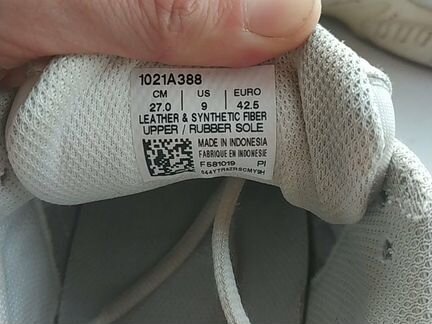 1021A388
CM US EURO
27.0 9 42.5
LEATHER & SYNTHETIC FIBER
UPPER / RUBBER SOLE
MADE IN INDONESIA
FABRIQUE EN INDONESIE
F581019 PI